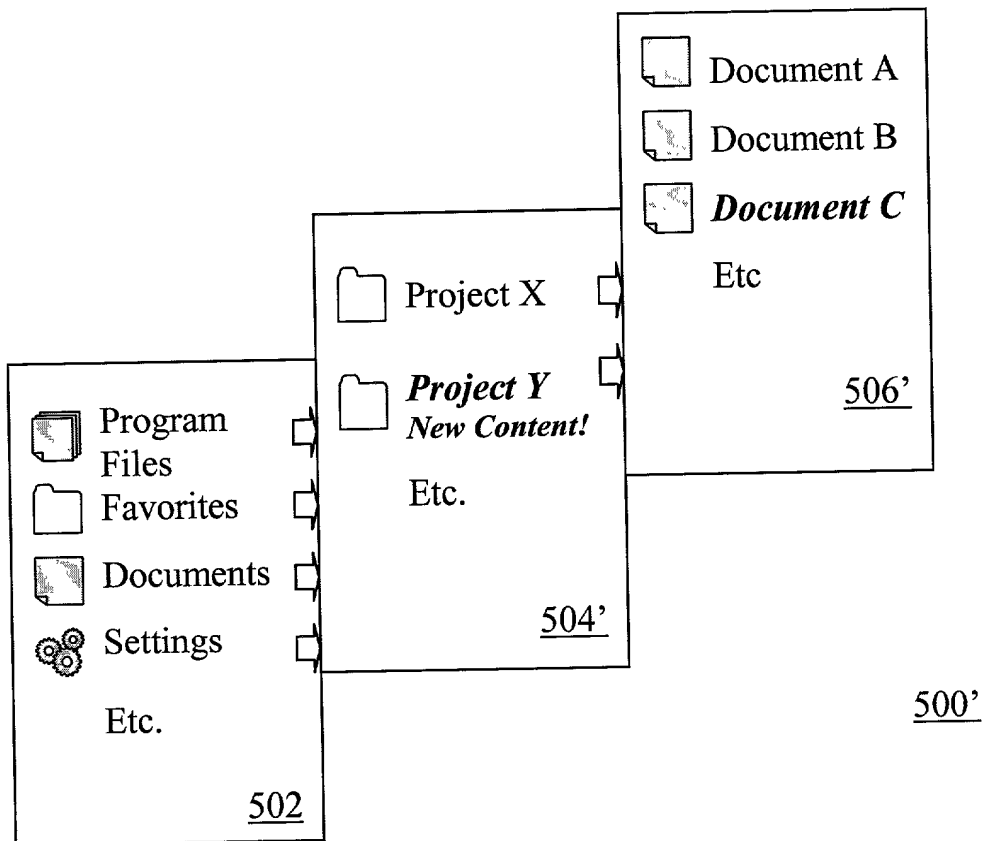 Document A
Document B
Document C
Etc
506’
Project X
Project Y
New Content!
Etc.
504’
Program
Files
Favorites
Documents
Settings
Etc.
502
500’